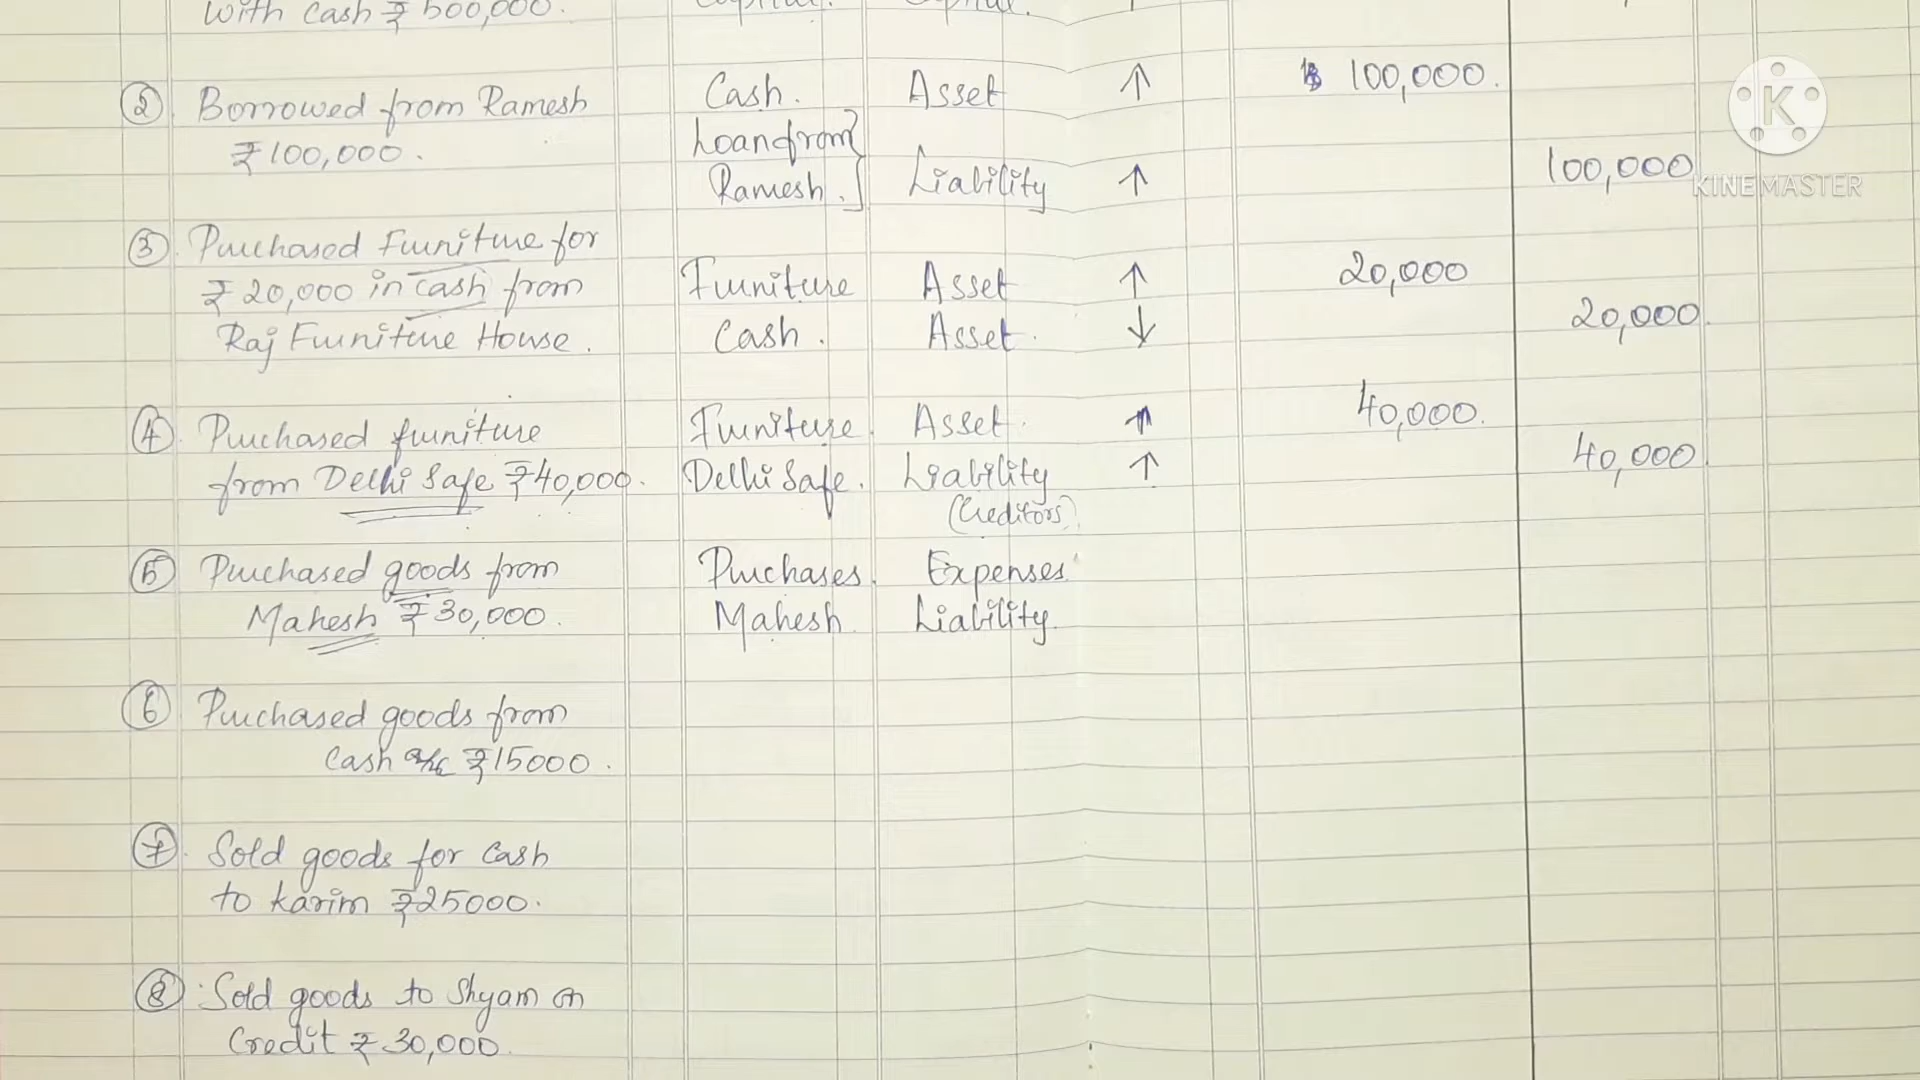 with cash ₹ 500,000.
② Borrowed from Ramesh Cash. Asset ↑ 100,000.
₹100,000. Loan from
Ramesh. Liability ↑ 100,000
③ Purchased Furniture for
₹20,000 in cash from Furniture Asset ↑ 20,000
Raj Furniture House. Cash. Asset. ↓ 20,000.
④ Purchased furniture Furniture. Asset. ↑ 40,000.
from Delhi Safe ₹40,000. Delhi Safe. Liability ↑ 40,000
(Creditors)
⑤ Purchased goods from Purchases. Expenses
Mahesh ₹30,000. Mahesh Liability.
⑥ Purchased goods from
Cash a/c ₹15000.
⑦. Sold goods for cash
to Karim ₹25000.
⑧. Sold goods to Shyam on
Credit ₹30,000.
K
KINEMASTER